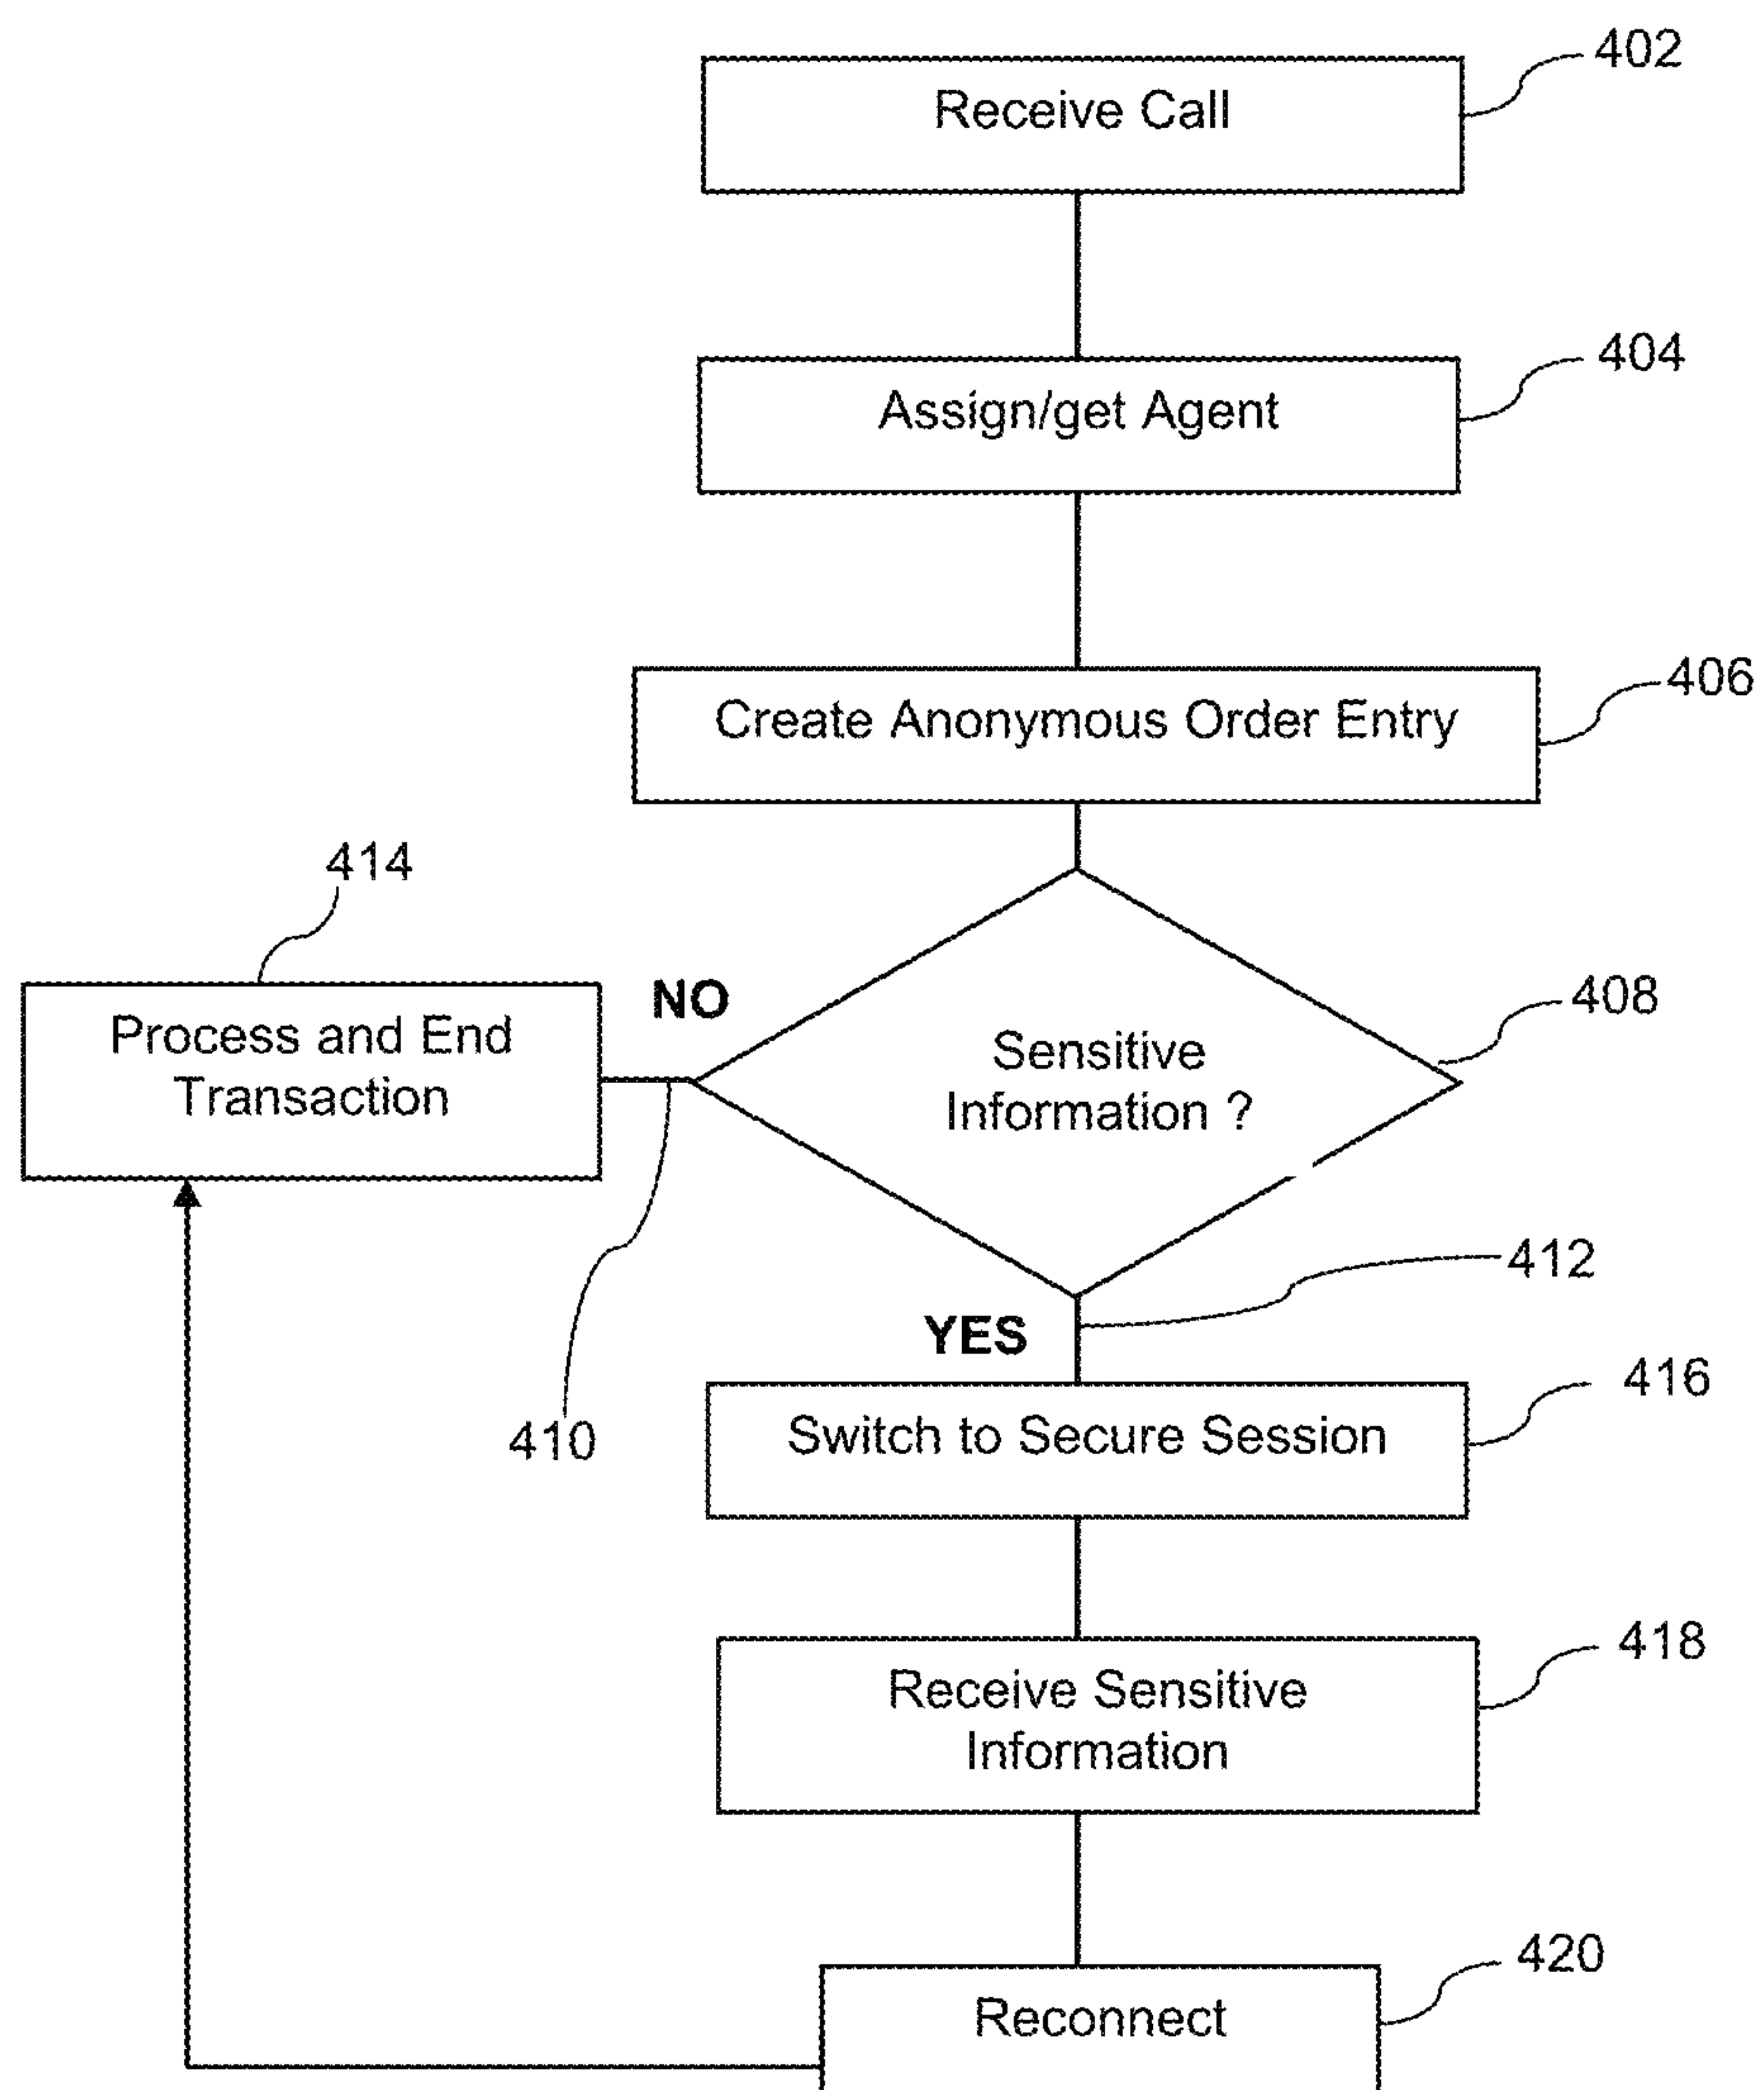 402
Receive Call
404
Assign/get Agent
406
Create Anonymous Order Entry
414
Process and End
Transaction
NO
408
Sensitive
Information ?
412
YES
410
416
Switch to Secure Session
418
Receive Sensitive
Information
420
Reconnect